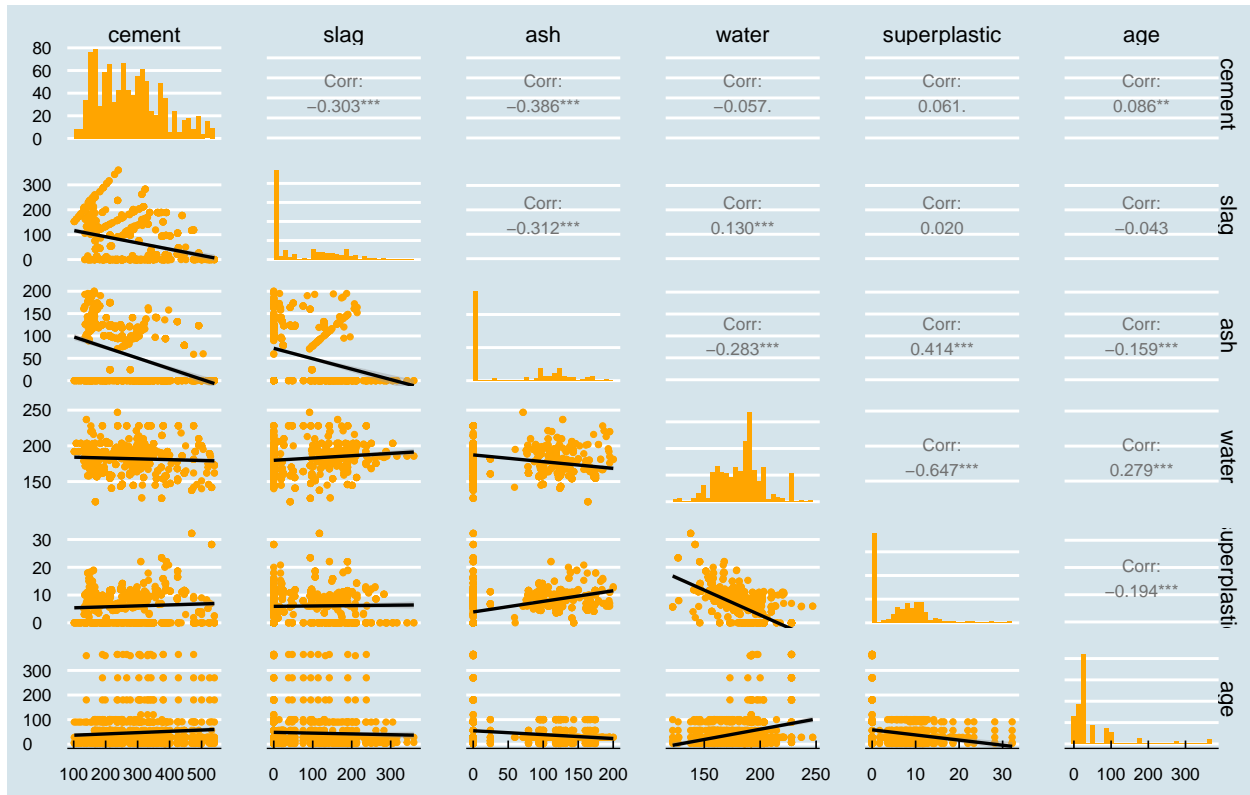 cement slag ash water superplastic age
80
60
40
20
0
Corr:
−0.303***
Corr:
−0.386***
Corr:
−0.057.
Corr:
0.061.
Corr:
0.086**
cement
300
200
100
0
Corr:
−0.312***
Corr:
0.130***
Corr:
0.020
Corr:
−0.043
slag
200
150
100
50
0
Corr:
−0.283***
Corr:
0.414***
Corr:
−0.159***
ash
250
200
150
Corr:
−0.647***
Corr:
0.279***
water
30
20
10
0
Corr:
−0.194***
uperplasti
300
200
100
0
age
100 200 300 400 500 0 100 200 300 0 50 100 150 200 150 200 250 0 10 20 30 0 100 200 300